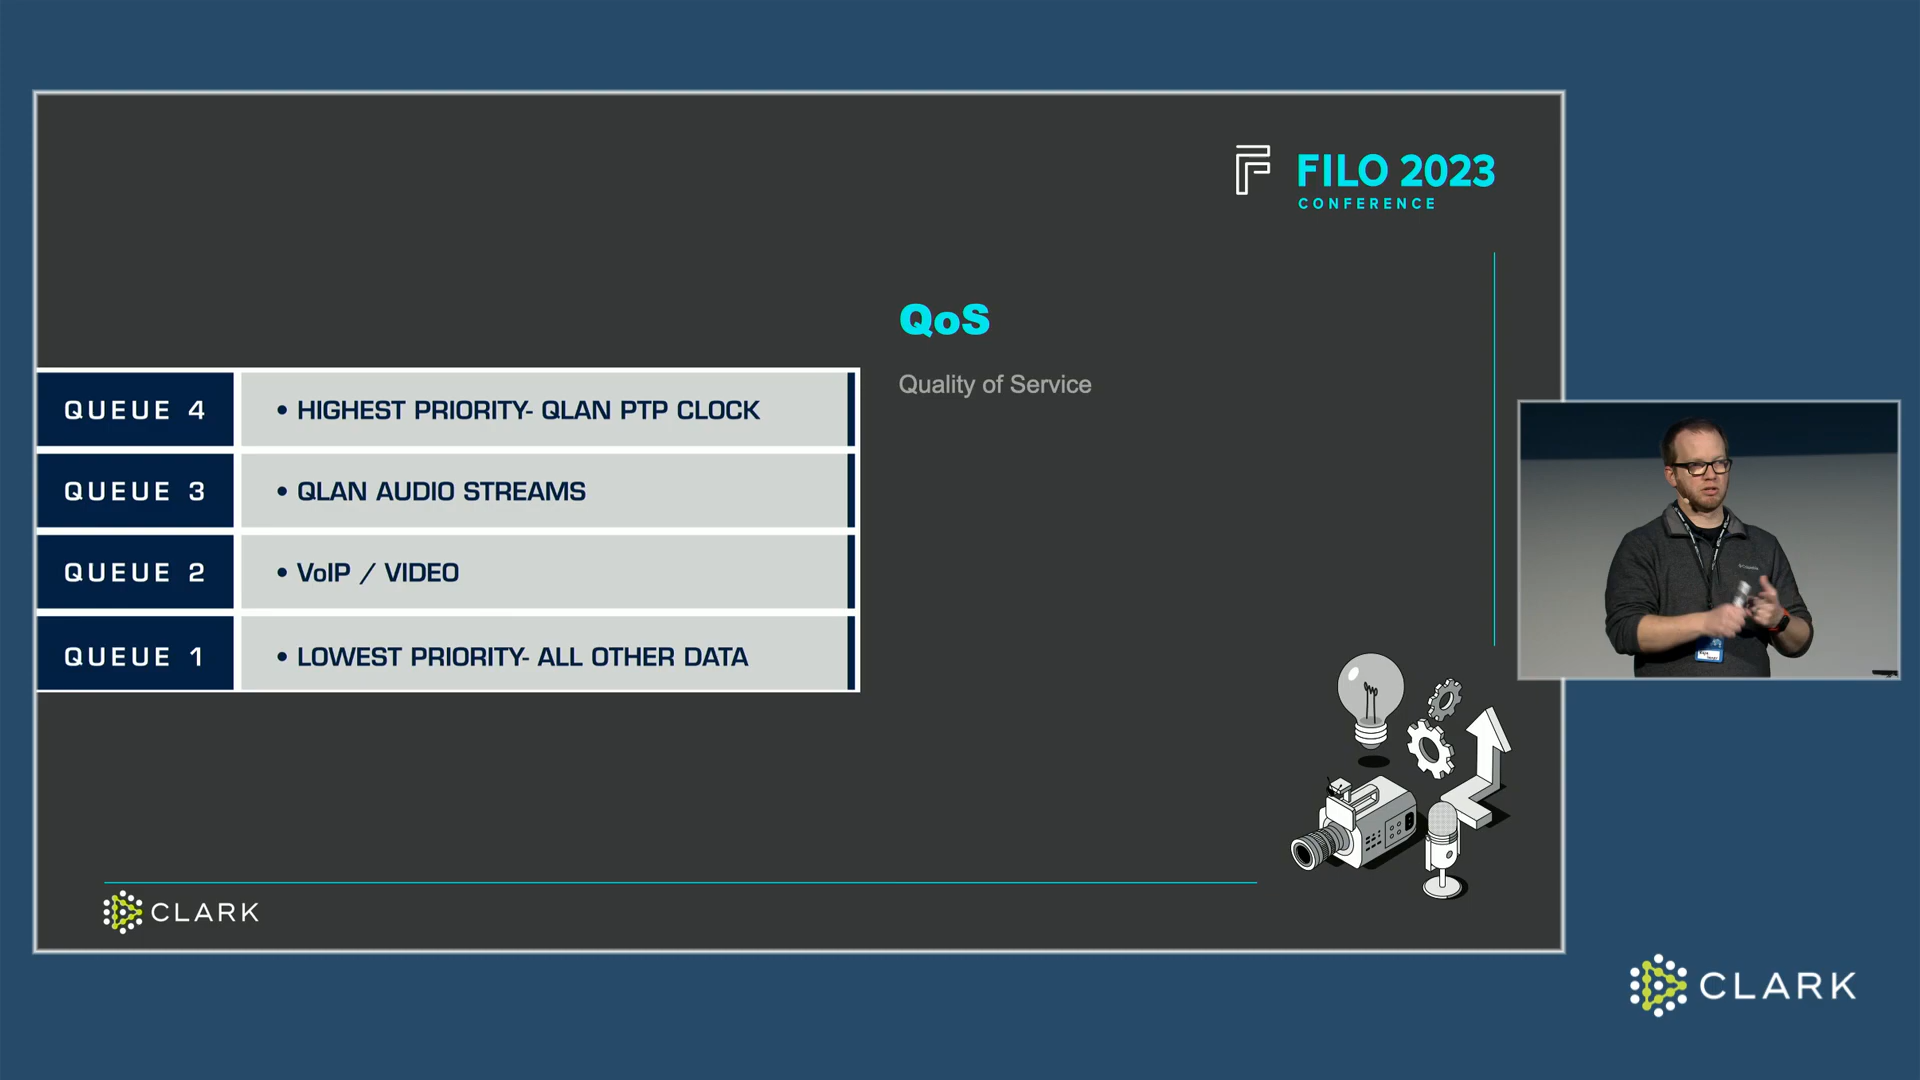 FILO 2023
CONFERENCE
QoS
Quality of Service
QUEUE 4
• HIGHEST PRIORITY- QLAN PTP CLOCK
QUEUE 3
• QLAN AUDIO STREAMS
QUEUE 2
• VoIP / VIDEO
QUEUE 1
• LOWEST PRIORITY- ALL OTHER DATA
CLARK
CLARK